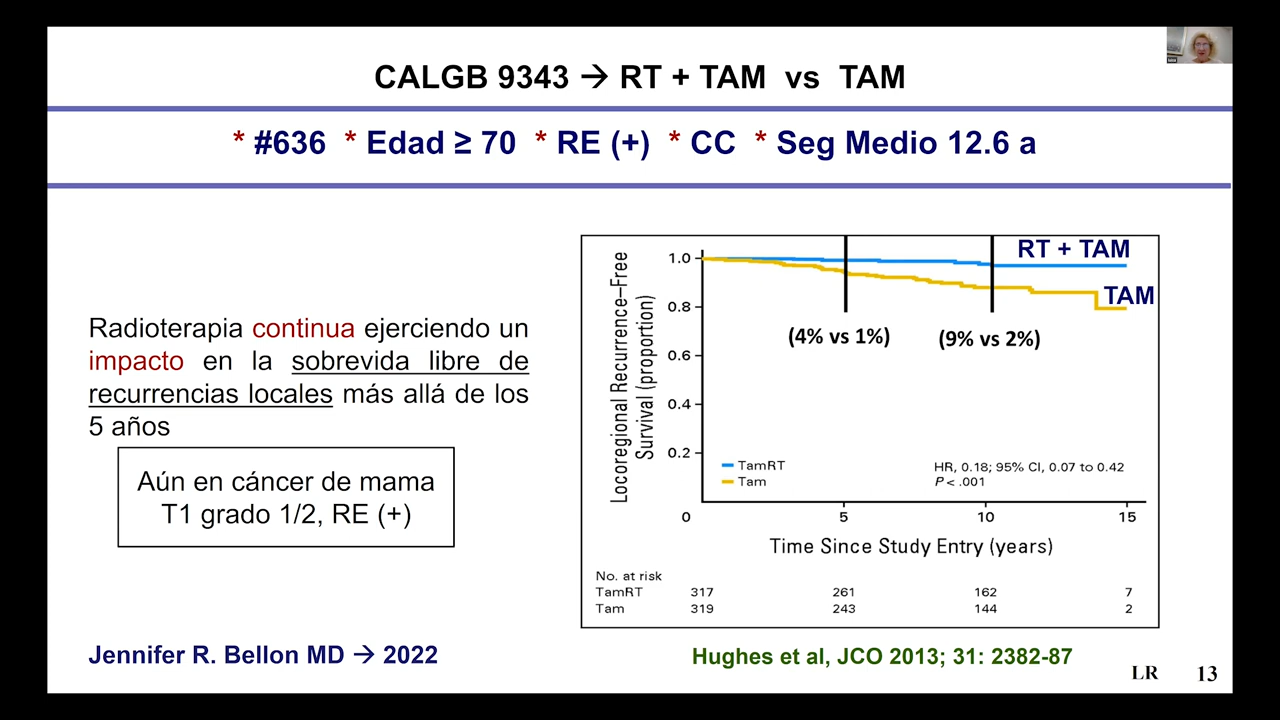 CALGB 9343 → RT + TAM vs TAM
* #636 * Edad ≥ 70 * RE (+) * CC * Seg Medio 12.6 a
Radioterapia continua ejerciendo un
impacto en la sobrevida libre de
recurrencias locales más allá de los
5 años
Aún en cáncer de mama
T1 grado 1/2, RE (+)
Locoregional Recurrence–Free
Survival (proportion)
1.0
0.8
0.6
0.4
0.2
RT + TAM
TAM
(4% vs 1%)
(9% vs 2%)
TamRT
Tam
HR, 0.18; 95% CI, 0.07 to 0.42
P < .001
0 5 10 15
Time Since Study Entry (years)
No. at risk
TamRT 317 261 162 7
Tam 319 243 144 2
Jennifer R. Bellon MD → 2022
Hughes et al, JCO 2013; 31: 2382-87
LR 13